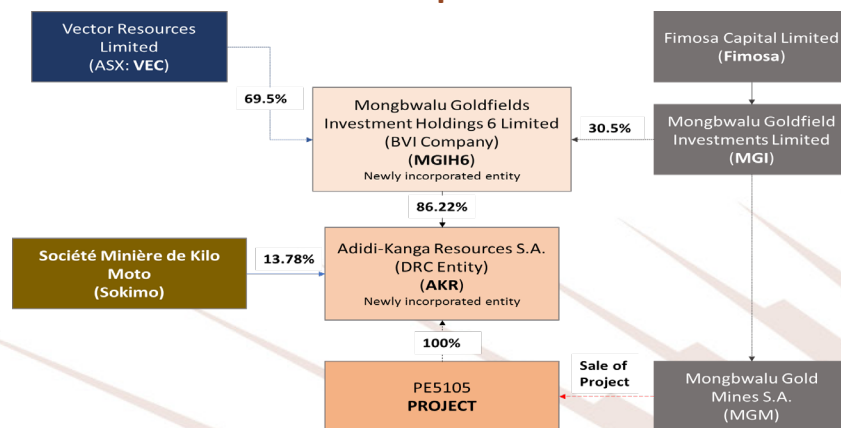 Vector Resources
Limited
(ASX: VEC)
Fimosa Capital Limited
(Fimosa)
69.5%
Mongbwalu Goldfields
Investment Holdings 6 Limited
(BVI Company)
(MGIH6)
Newly incorporated entity
30.5%
Mongbwalu Goldfield
Investments Limited
(MGI)
86.22%
Société Minière de Kilo
Moto
(Sokimo)
13.78%
Adidi-Kanga Resources S.A.
(DRC Entity)
(AKR)
Newly incorporated entity
100%
PE5105
PROJECT
Sale of
Project
Mongbwalu Gold
Mines S.A.
(MGM)